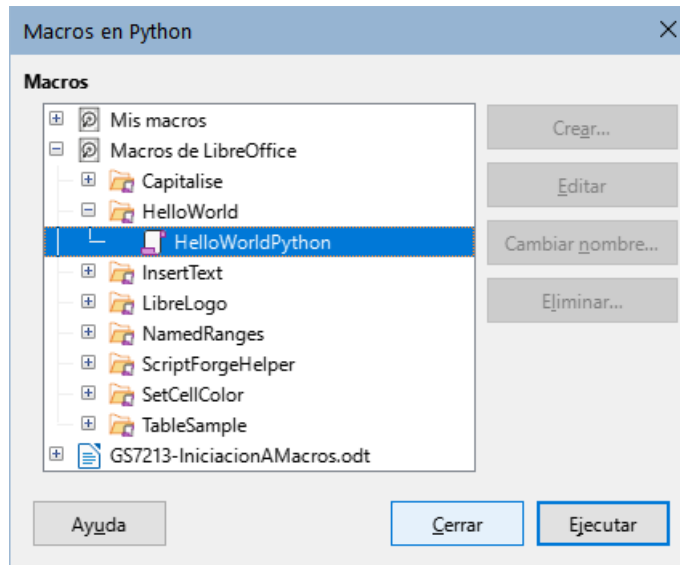 Macros en Python
Macros
Mis macros
Crear...
Macros de LibreOffice
Capitalise
Editar
HelloWorld
HelloWorldPython
Cambiar nombre...
InsertText
LibreLogo
Eliminar...
NamedRanges
ScriptForgeHelper
SetCellColor
TableSample
GS7213-IniciacionAMacros.odt
Ayuda
Cerrar
Ejecutar